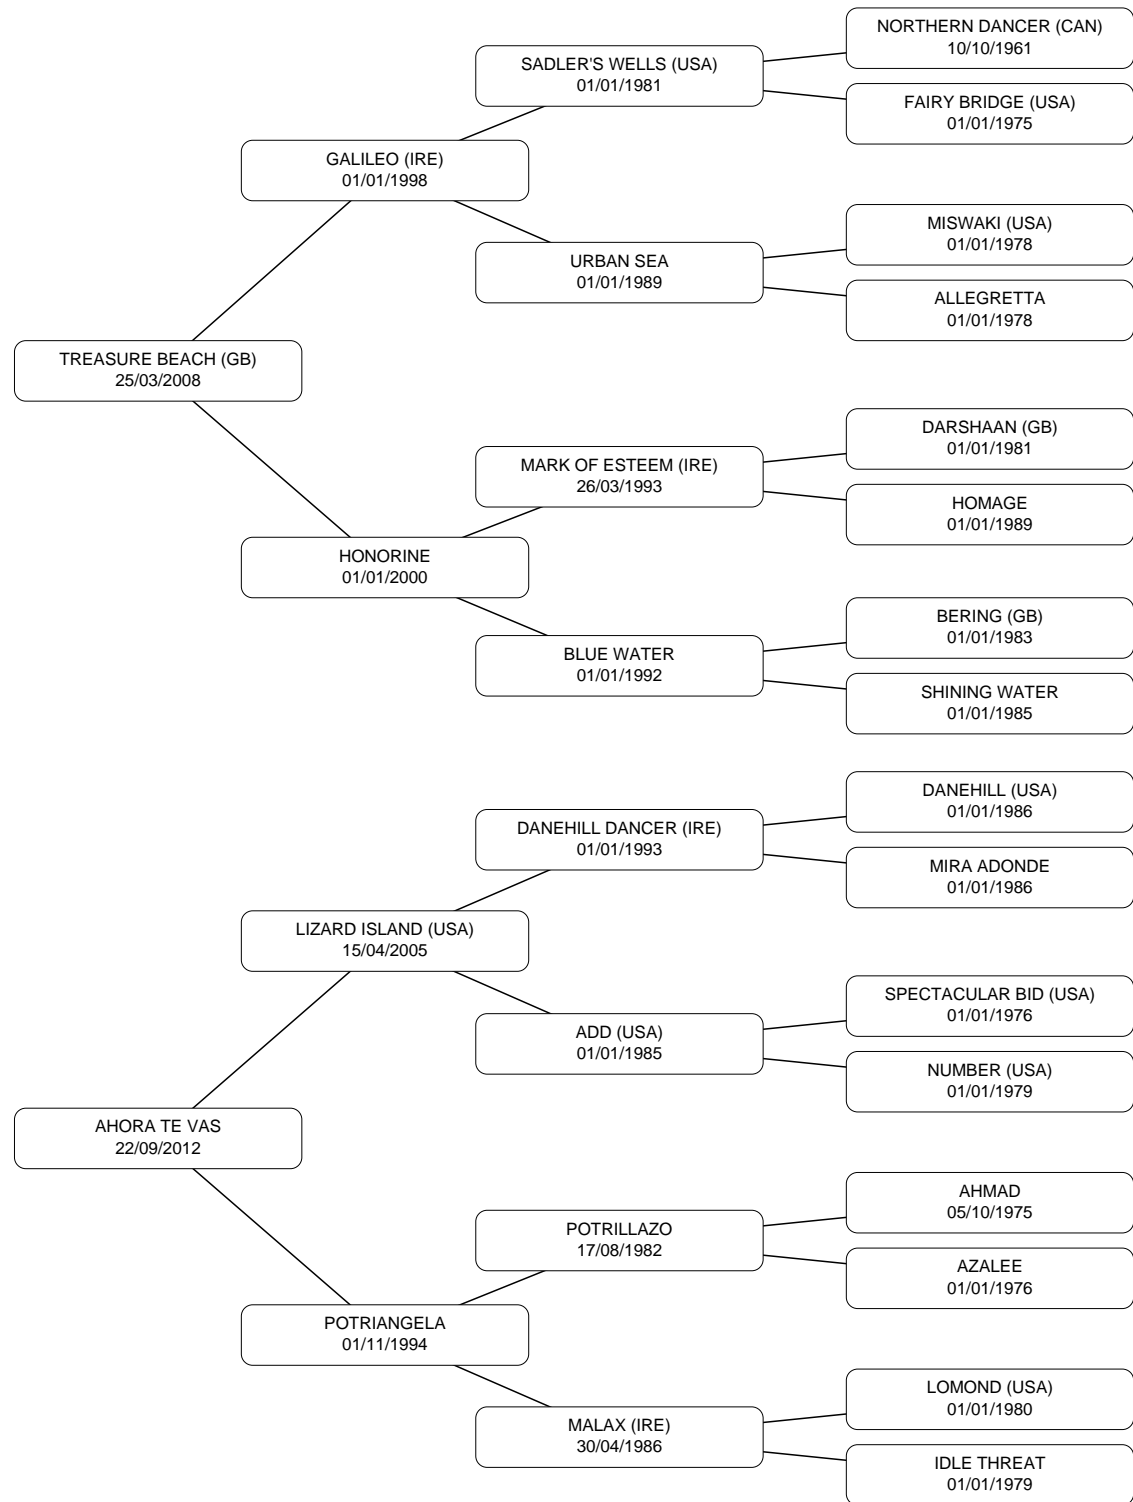 NORTHERN DANCER (CAN)
10/10/1961
SADLER'S WELLS (USA)
01/01/1981
FAIRY BRIDGE (USA)
01/01/1975
GALILEO (IRE)
01/01/1998
MISWAKI (USA)
01/01/1978
URBAN SEA
01/01/1989
ALLEGRETTA
01/01/1978
TREASURE BEACH (GB)
25/03/2008
DARSHAAN (GB)
01/01/1981
MARK OF ESTEEM (IRE)
26/03/1993
HOMAGE
01/01/1989
HONORINE
01/01/2000
BERING (GB)
01/01/1983
BLUE WATER
01/01/1992
SHINING WATER
01/01/1985
DANEHILL (USA)
01/01/1986
DANEHILL DANCER (IRE)
01/01/1993
MIRA ADONDE
01/01/1986
LIZARD ISLAND (USA)
15/04/2005
SPECTACULAR BID (USA)
01/01/1976
ADD (USA)
01/01/1985
NUMBER (USA)
01/01/1979
AHORA TE VAS
22/09/2012
AHMAD
05/10/1975
POTRILLAZO
17/08/1982
AZALEE
01/01/1976
POTRIANGELA
01/11/1994
LOMOND (USA)
01/01/1980
MALAX (IRE)
30/04/1986
IDLE THREAT
01/01/1979